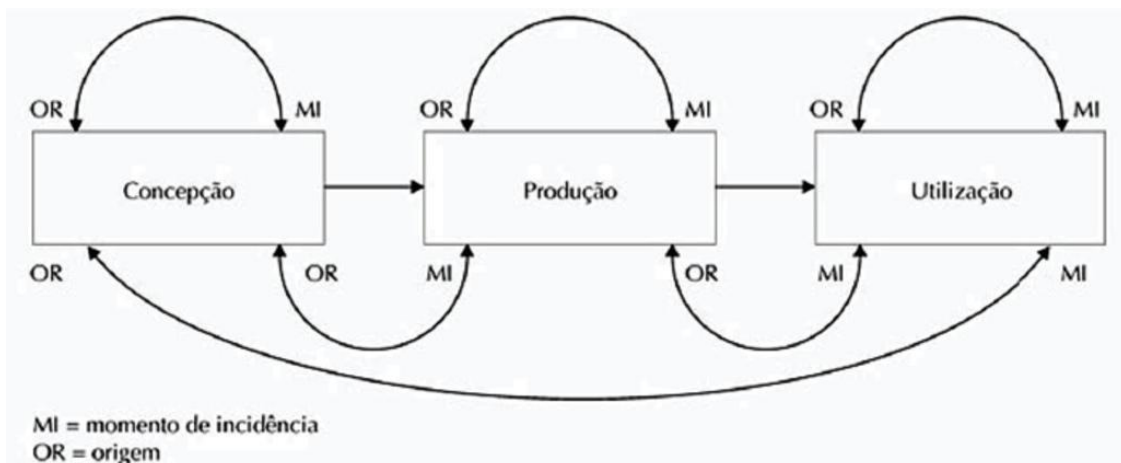 OR MI OR MI OR MI
Concepção Produção Utilização
OR OR MI OR MI MI
MI = momento de incidência
OR = origem